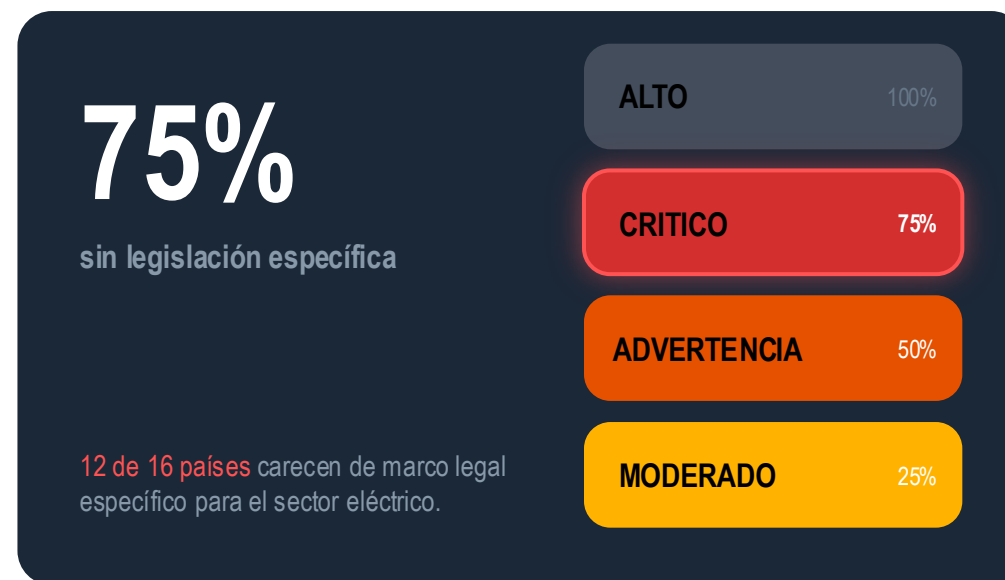 75%
sin legislación específica
12 de 16 países carecen de marco legal
específico para el sector eléctrico.
ALTO 100%
CRITICO 75%
ADVERTENCIA 50%
MODERADO 25%